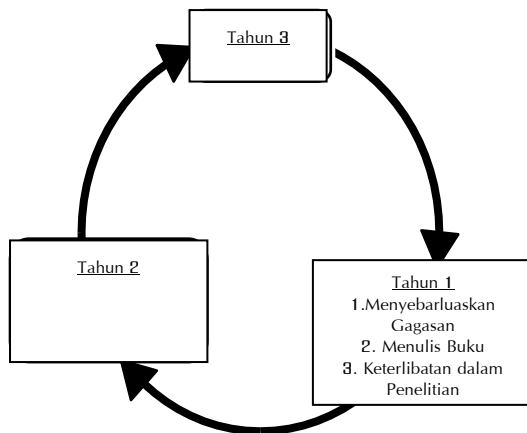 Tahun 3
Tahun 2
Tahun 1
1.Menyebarluaskan
Gagasan
2. Menulis Buku
3. Keterlibatan dalam
Penelitian